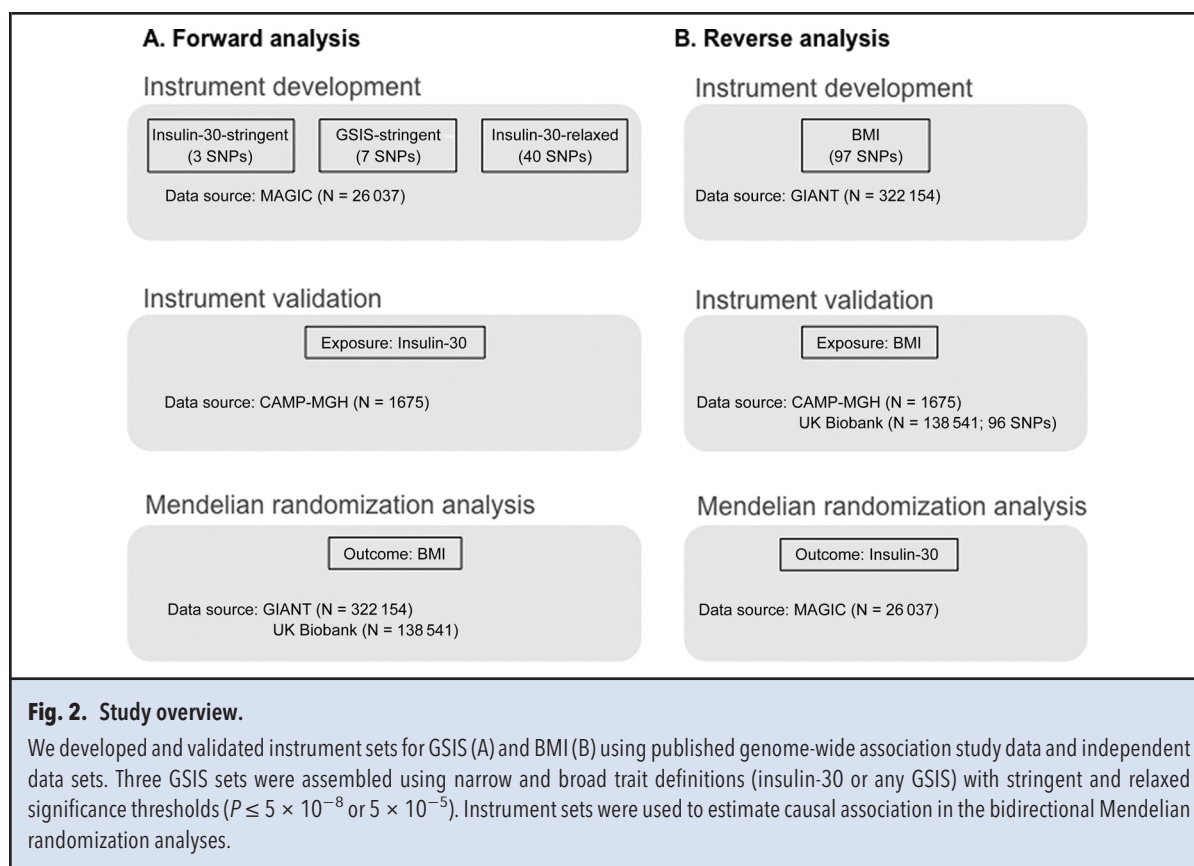 A. Forward analysis
Instrument development
Insulin-30-stringent
(3 SNPs)
GSIS-stringent
(7 SNPs)
Insulin-30-relaxed
(40 SNPs)
Data source: MAGIC (N = 26 037)
Instrument validation
Exposure: Insulin-30
Data source: CAMP-MGH (N = 1675)
Mendelian randomization analysis
Outcome: BMI
Data source: GIANT (N = 322 154)
UK Biobank (N = 138 541)
B. Reverse analysis
Instrument development
BMI
(97 SNPs)
Data source: GIANT (N = 322 154)
Instrument validation
Exposure: BMI
Data source: CAMP-MGH (N = 1675)
UK Biobank (N = 138 541; 96 SNPs)
Mendelian randomization analysis
Outcome: Insulin-30
Data source: MAGIC (N = 26 037)
Fig. 2. Study overview.
We developed and validated instrument sets for GSIS (A) and BMI (B) using published genome-wide association study data and independent
data sets. Three GSIS sets were assembled using narrow and broad trait definitions (insulin-30 or any GSIS) with stringent and relaxed
significance thresholds (P ≤ 5 × 10⁻⁸ or 5 × 10⁻⁵). Instrument sets were used to estimate causal association in the bidirectional Mendelian
randomization analyses.